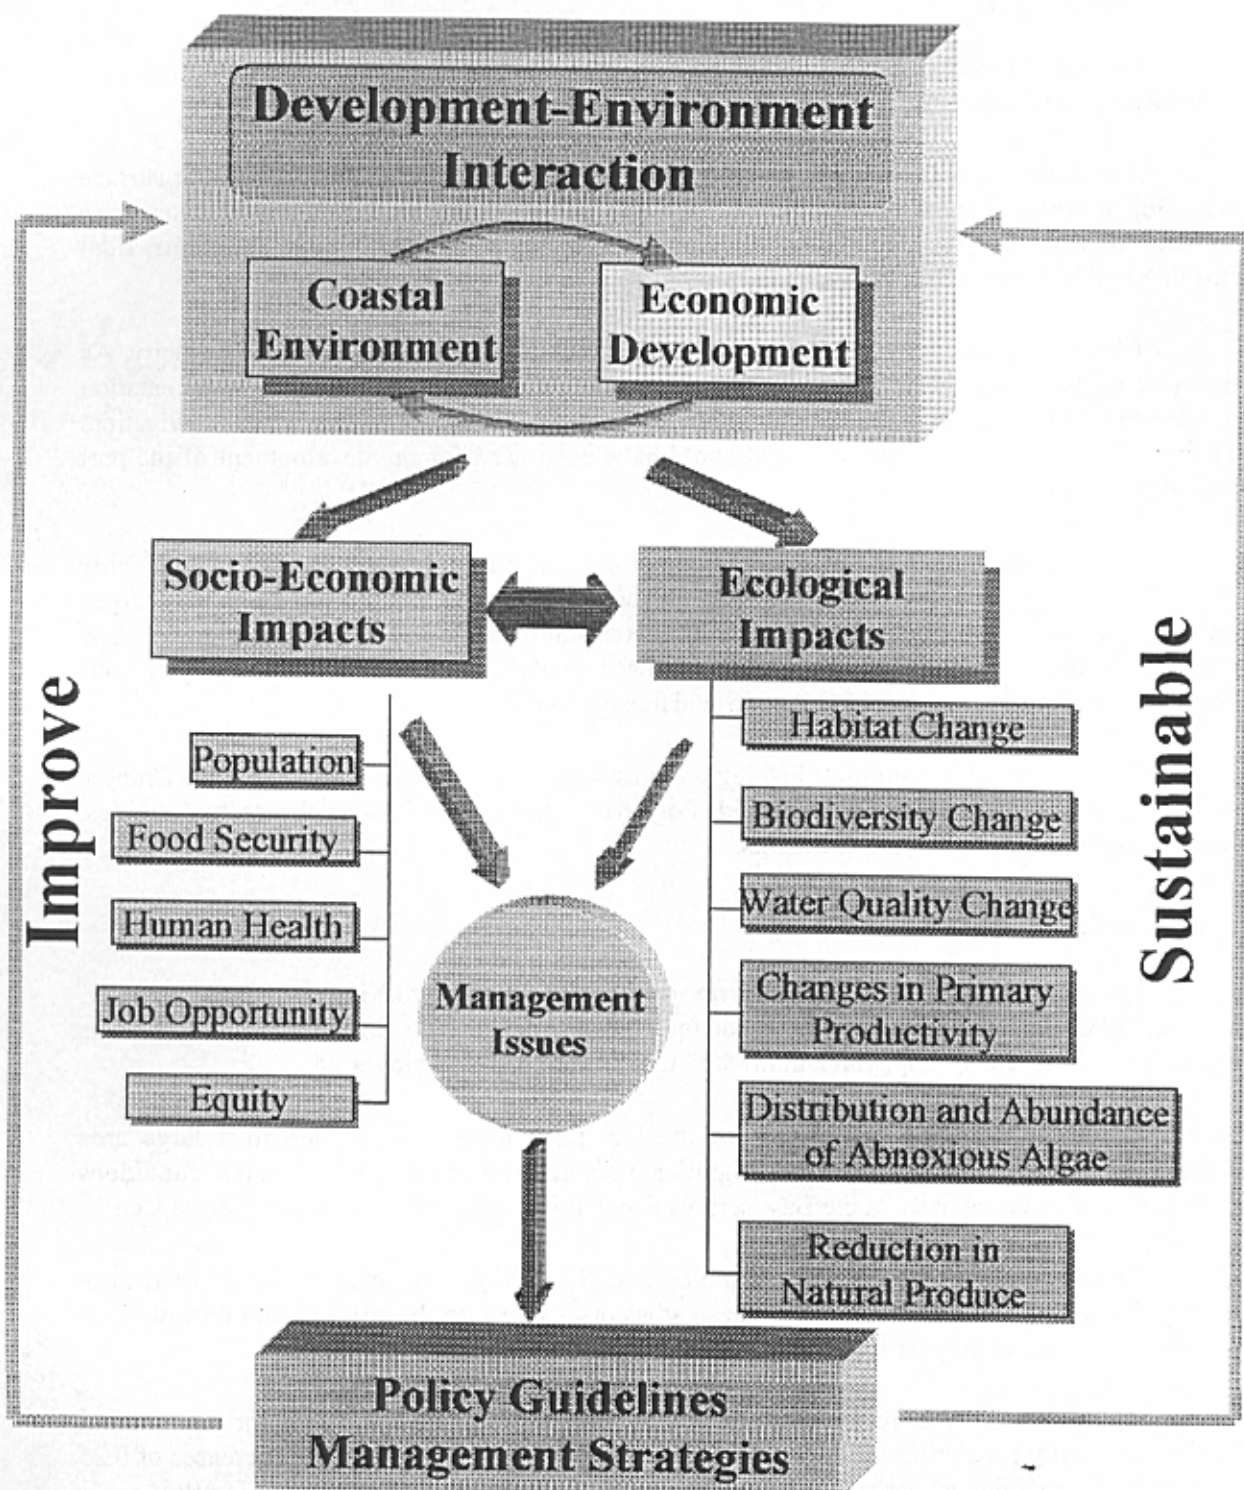 Development-Environment
Interaction
Coastal
Environment
Economic
Development
Socio-Economic
Impacts
Ecological
Impacts
Improve
Sustainable
Population
Food Security
Human Health
Job Opportunity
Equity
Management
Issues
Habitat Change
Biodiversity Change
Water Quality Change
Changes in Primary
Productivity
Distribution and Abundance
of Abnoxious Algae
Reduction in
Natural Produce
Policy Guidelines
Management Strategies